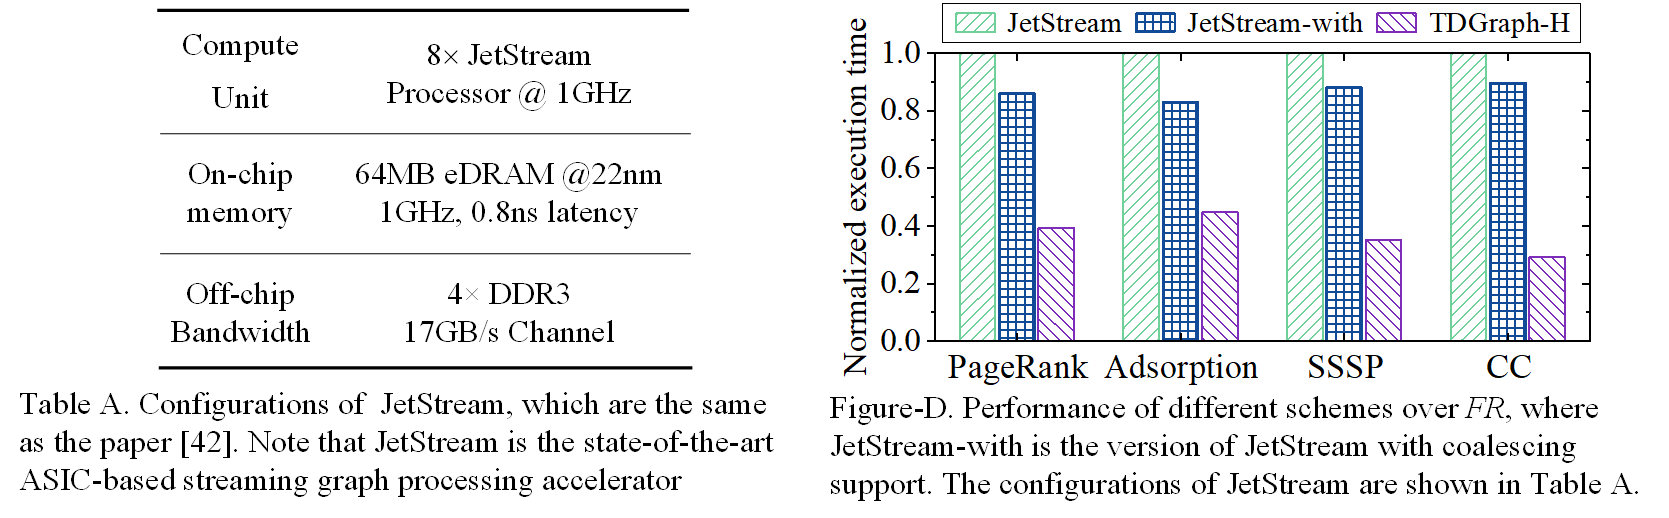 Compute
Unit
8× JetStream
Processor @ 1GHz
On-chip
memory
64MB eDRAM @22nm
1GHz, 0.8ns latency
Off-chip
Bandwidth
4× DDR3
17GB/s Channel
Table A. Configurations of JetStream, which are the same
as the paper [42]. Note that JetStream is the state-of-the-art
ASIC-based streaming graph processing accelerator
JetStream JetStream-with TDGraph-H
Normalized execution time
1.0
0.8
0.6
0.4
0.2
0.0
PageRank Adsorption SSSP CC
Figure-D. Performance of different schemes over FR, where
JetStream-with is the version of JetStream with coalescing
support. The configurations of JetStream are shown in Table A.